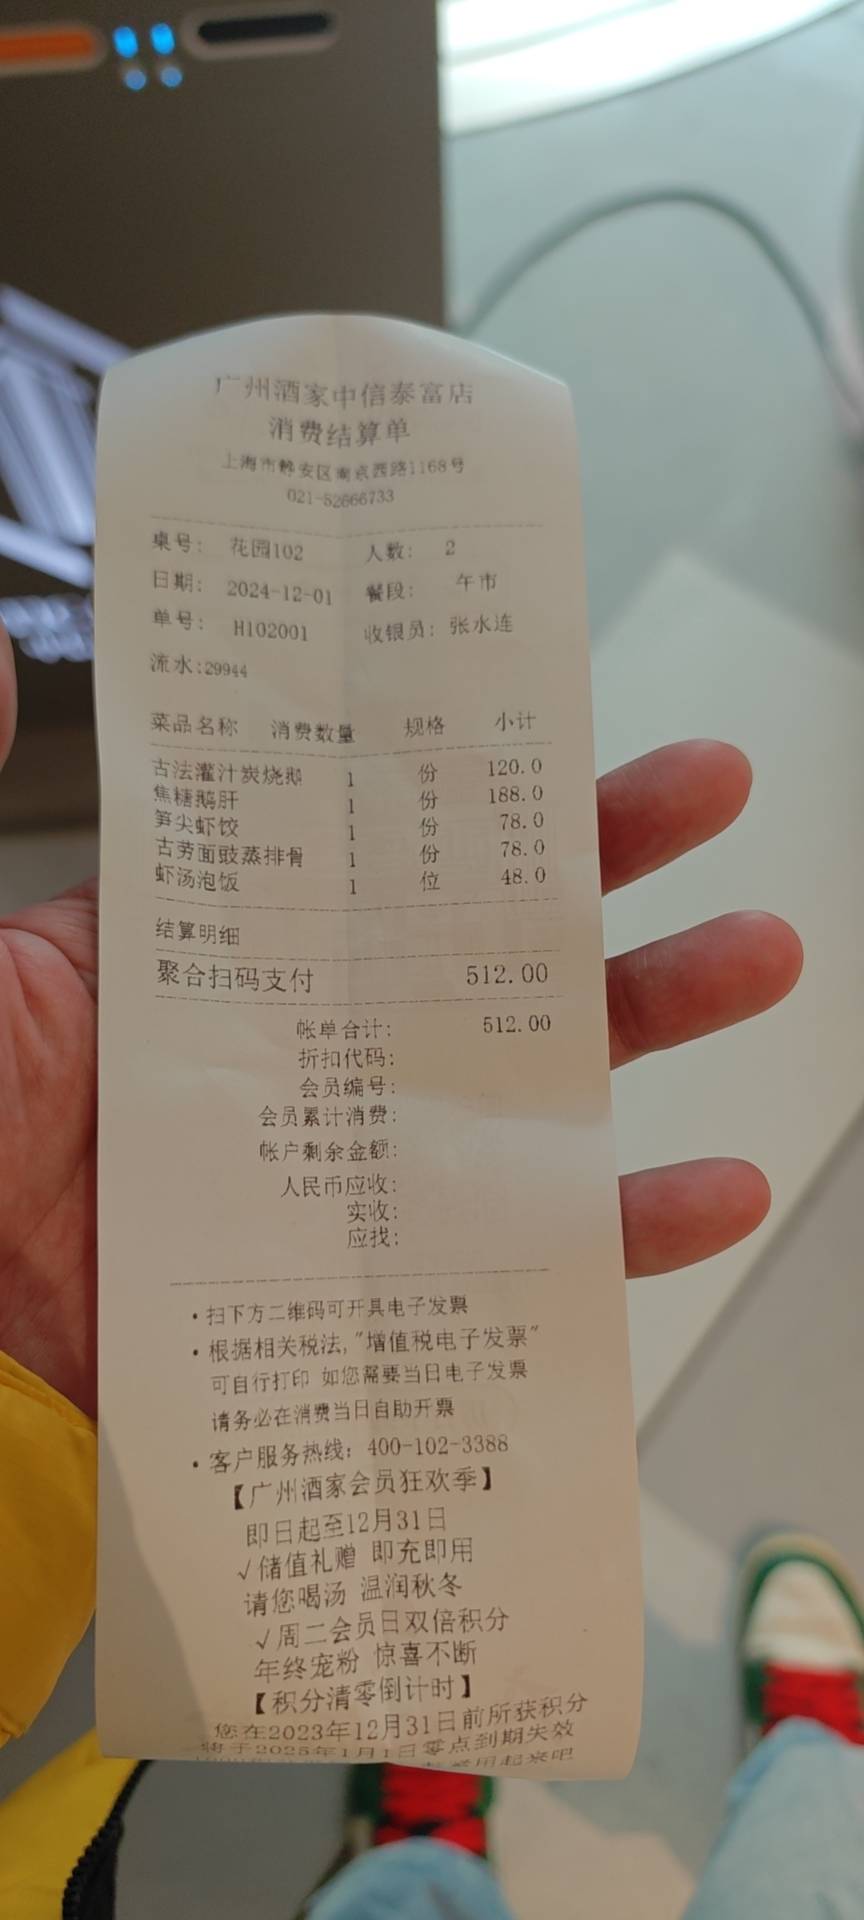 广州酒家中信泰富店
消费结算单
上海市静安区南京西路1168号
021-52666733
桌号： 花园102 人数： 2
日期： 2024-12-01 餐段： 午市
单号： H102001 收银员：张水连
流水:29944
菜品名称 消费数量 规格 小计
古法灌汁炭烧鹅 1 份 120.0
焦糖鹅肝 1 份 188.0
笋尖虾饺 1 份 78.0
古劳面豉蒸排骨 1 份 78.0
虾汤泡饭 1 位 48.0
结算明细
聚合扫码支付 512.00
帐单合计: 512.00
折扣代码:
会员编号:
会员累计消费:
帐户剩余金额:
人民币应收:
实收:
应找:
·扫下方二维码可开具电子发票
·根据相关税法,"增值税电子发票"
可自行打印 如您需要当日电子发票
请务必在消费当日自助开票
·客户服务热线：400-102-3388
【广州酒家会员狂欢季】
即日起至12月31日
√储值礼赠 即充即用
请您喝汤 温润秋冬
√周二会员日双倍积分
年终宠粉 惊喜不断
【积分清零倒计时】
您在2023年12月31日前所获积分
将于2025年1月1日零点到期失效
用起来吧